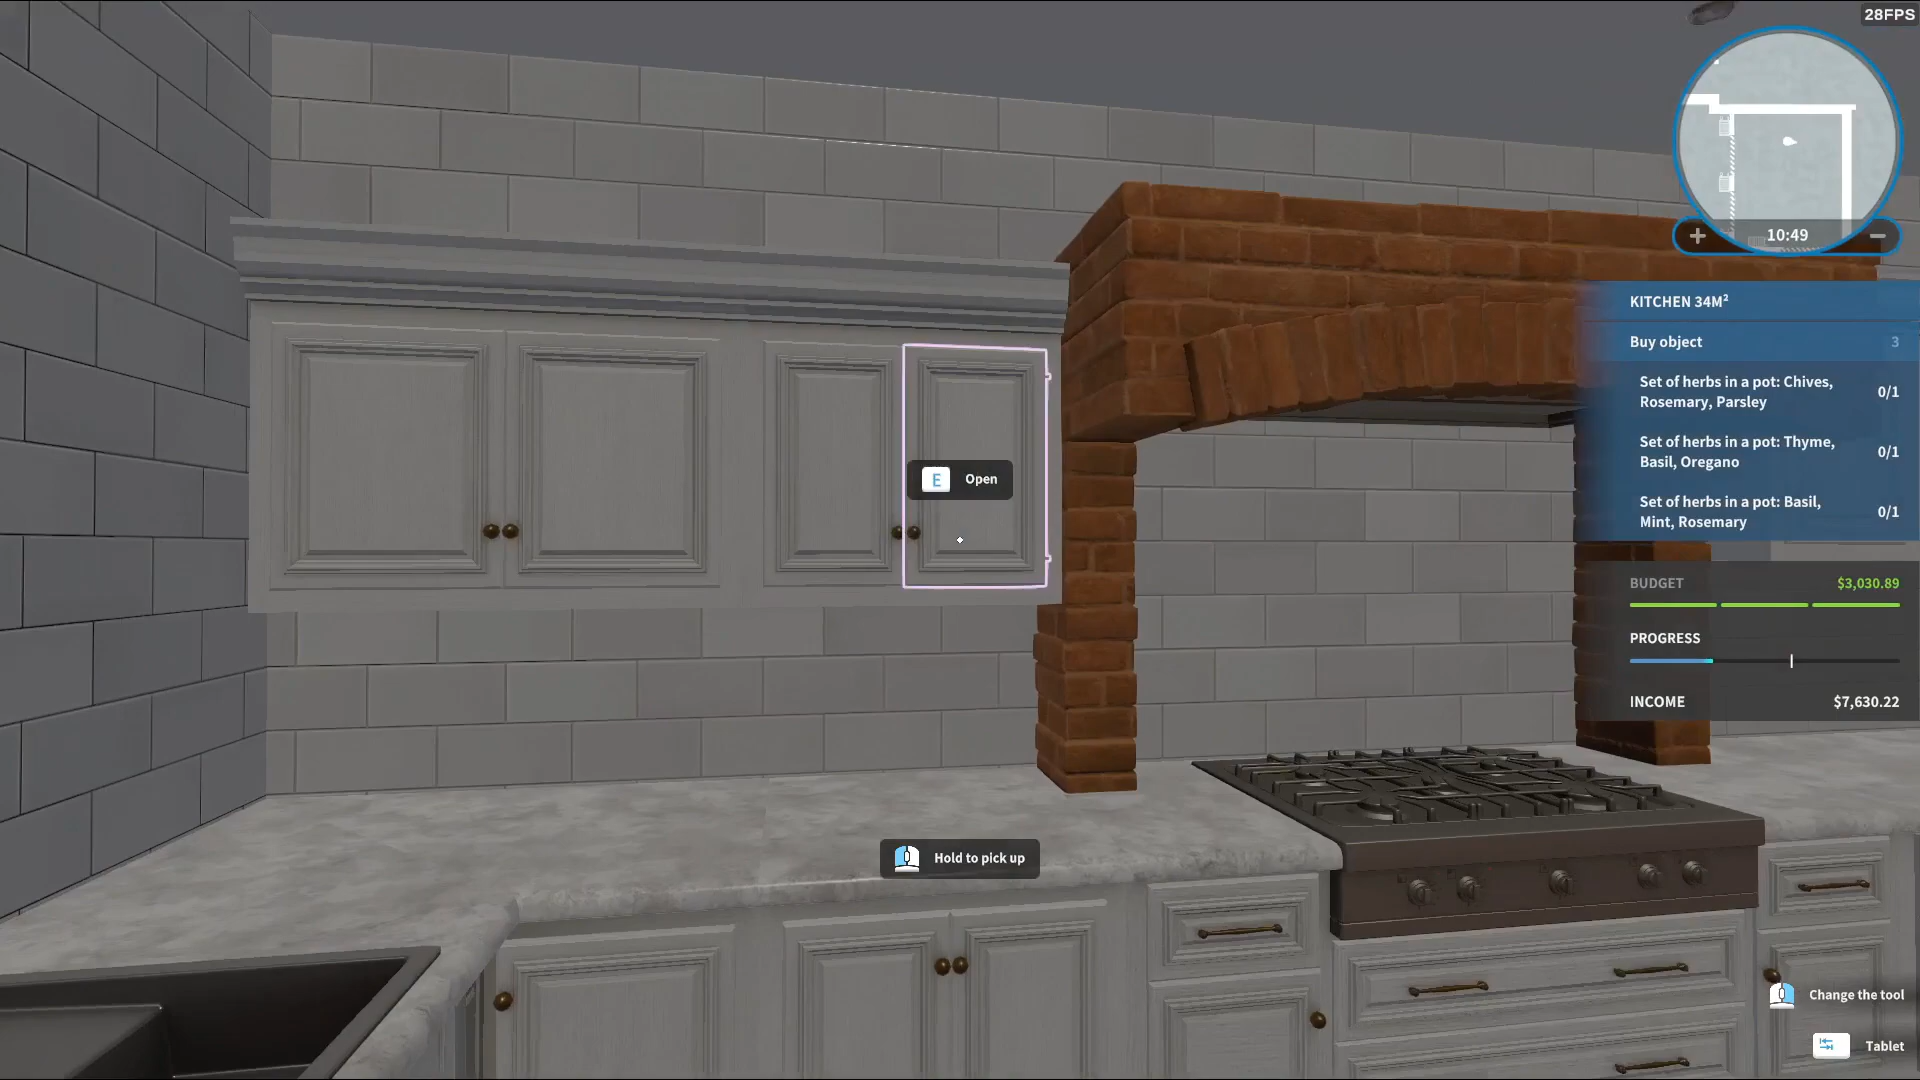 28FPS
10:49
KITCHEN 34M²
Buy object 3
Set of herbs in a pot: Chives,
Rosemary, Parsley 0/1
Set of herbs in a pot: Thyme,
Basil, Oregano 0/1
Set of herbs in a pot: Basil,
Mint, Rosemary 0/1
E Open
BUDGET $3,030.89
PROGRESS
INCOME $7,630.22
Hold to pick up
Change the tool
Tablet